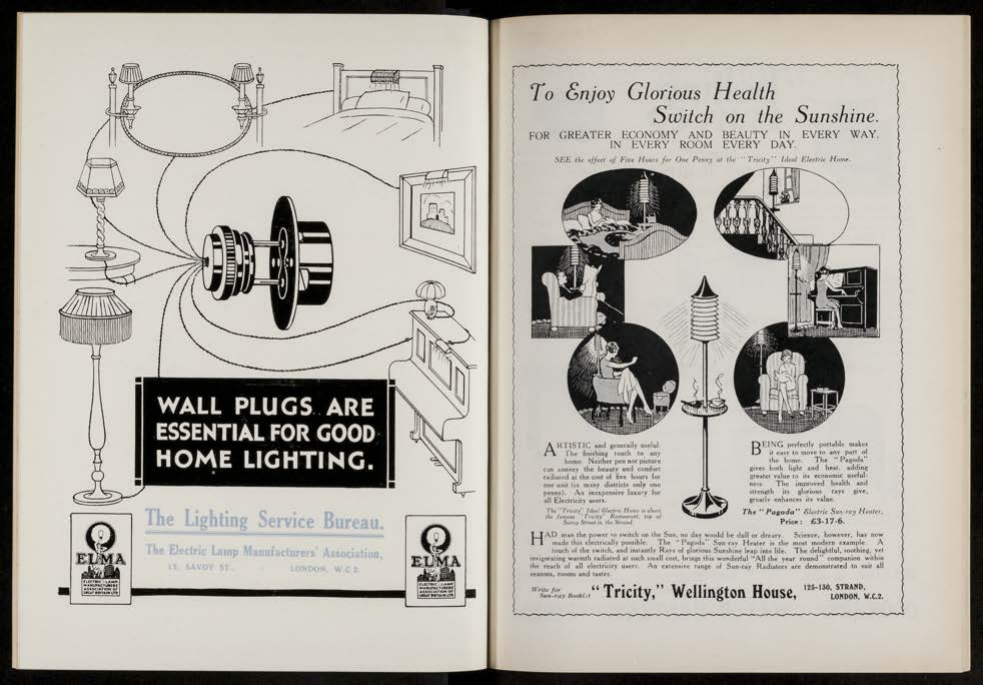 WALL PLUGS ARE
ESSENTIAL FOR GOOD
HOME LIGHTING.
The Lighting Service Bureau.
The Electric Lamp Manufacturers' Association,
15, SAVOY ST., LONDON, W.C.2.
ELMA
ELECTRIC LAMP
MANUFACTURERS'
ASSOCIATION OF
GREAT BRITAIN LTD
ELMA
ELECTRIC LAMP
MANUFACTURERS'
ASSOCIATION OF
GREAT BRITAIN LTD
To Enjoy Glorious Health
Switch on the Sunshine.
FOR GREATER ECONOMY AND BEAUTY IN EVERY WAY,
IN EVERY ROOM EVERY DAY.
SEE the effect of Five Hours for One Penny at the "Tricity" Ideal Electric Home.
ARTISTIC and generally useful.
The finishing touch to any
home. Neither pen nor picture
can convey the beauty and comfort
radiated at the cost of five hours for
one unit (in many districts only one
penny). An inexpensive luxury for
all Electricity users.
The "Tricity" Ideal Electric Home is above
the famous "Tricity" Restaurant, top of
Savoy Street in the Strand
BEING perfectly portable makes
it easy to move to any part of
the home. The "Pagoda"
gives both light and heat, adding
greater value to its economic useful-
ness. The improved health and
strength its glorious rays give,
greatly enhances its value.
The "Pagoda" Electric Sun-ray Heater,
Price: £3-17-6.
HAD man the power to switch on the Sun, no day would be dull or dreary. Science, however, has now
made this electrically possible. The "Pagoda" Sun-ray Heater is the most modern example. A
touch of the switch, and instantly Rays of glorious Sunshine leap into life. The delightful, soothing, yet
invigorating warmth radiated at such small cost, brings this wonderful "All the year round" companion within
the reach of all electricity users. An extensive range of Sun-ray Radiators are demonstrated to suit all
seasons, rooms and tastes.
Write for
Sun-ray Booklet
"Tricity," Wellington House,
125-130, STRAND,
LONDON, W.C.2.